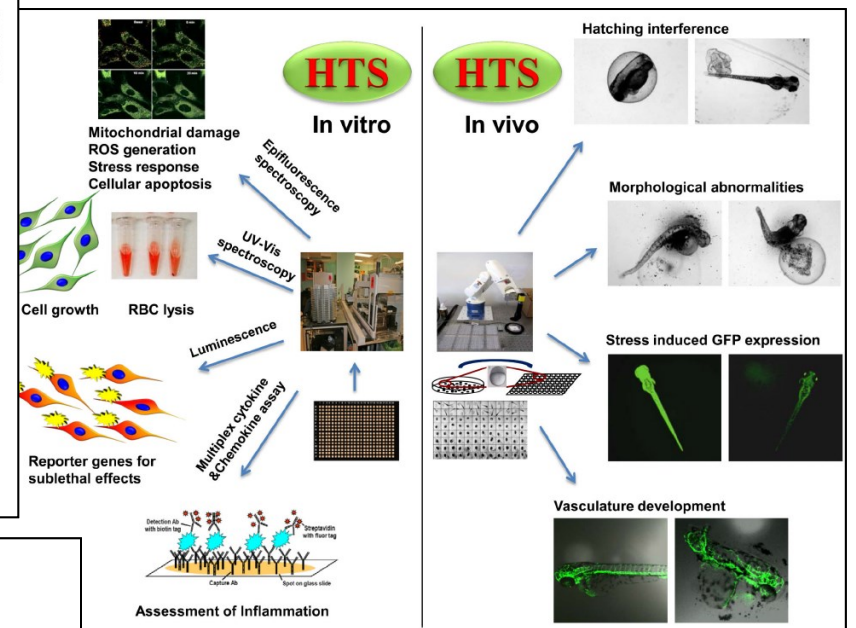 HTS
In vitro
Mitochondrial damage
ROS generation
Stress response
Cellular apoptosis
Epifluorescence
spectroscopy
UV-Vis
spectroscopy
Cell growth
RBC lysis
Luminescence
Reporter genes for
sublethal effects
Multiplex cytokine
&Chemokine assay
Detection Ab
with biotin tag
Streptavidin
with fluor tag
Capture Ab
Spot on glass slide
Assessment of Inflammation
HTS
In vivo
Hatching interference
Morphological abnormalities
Stress induced GFP expression
Vasculature development